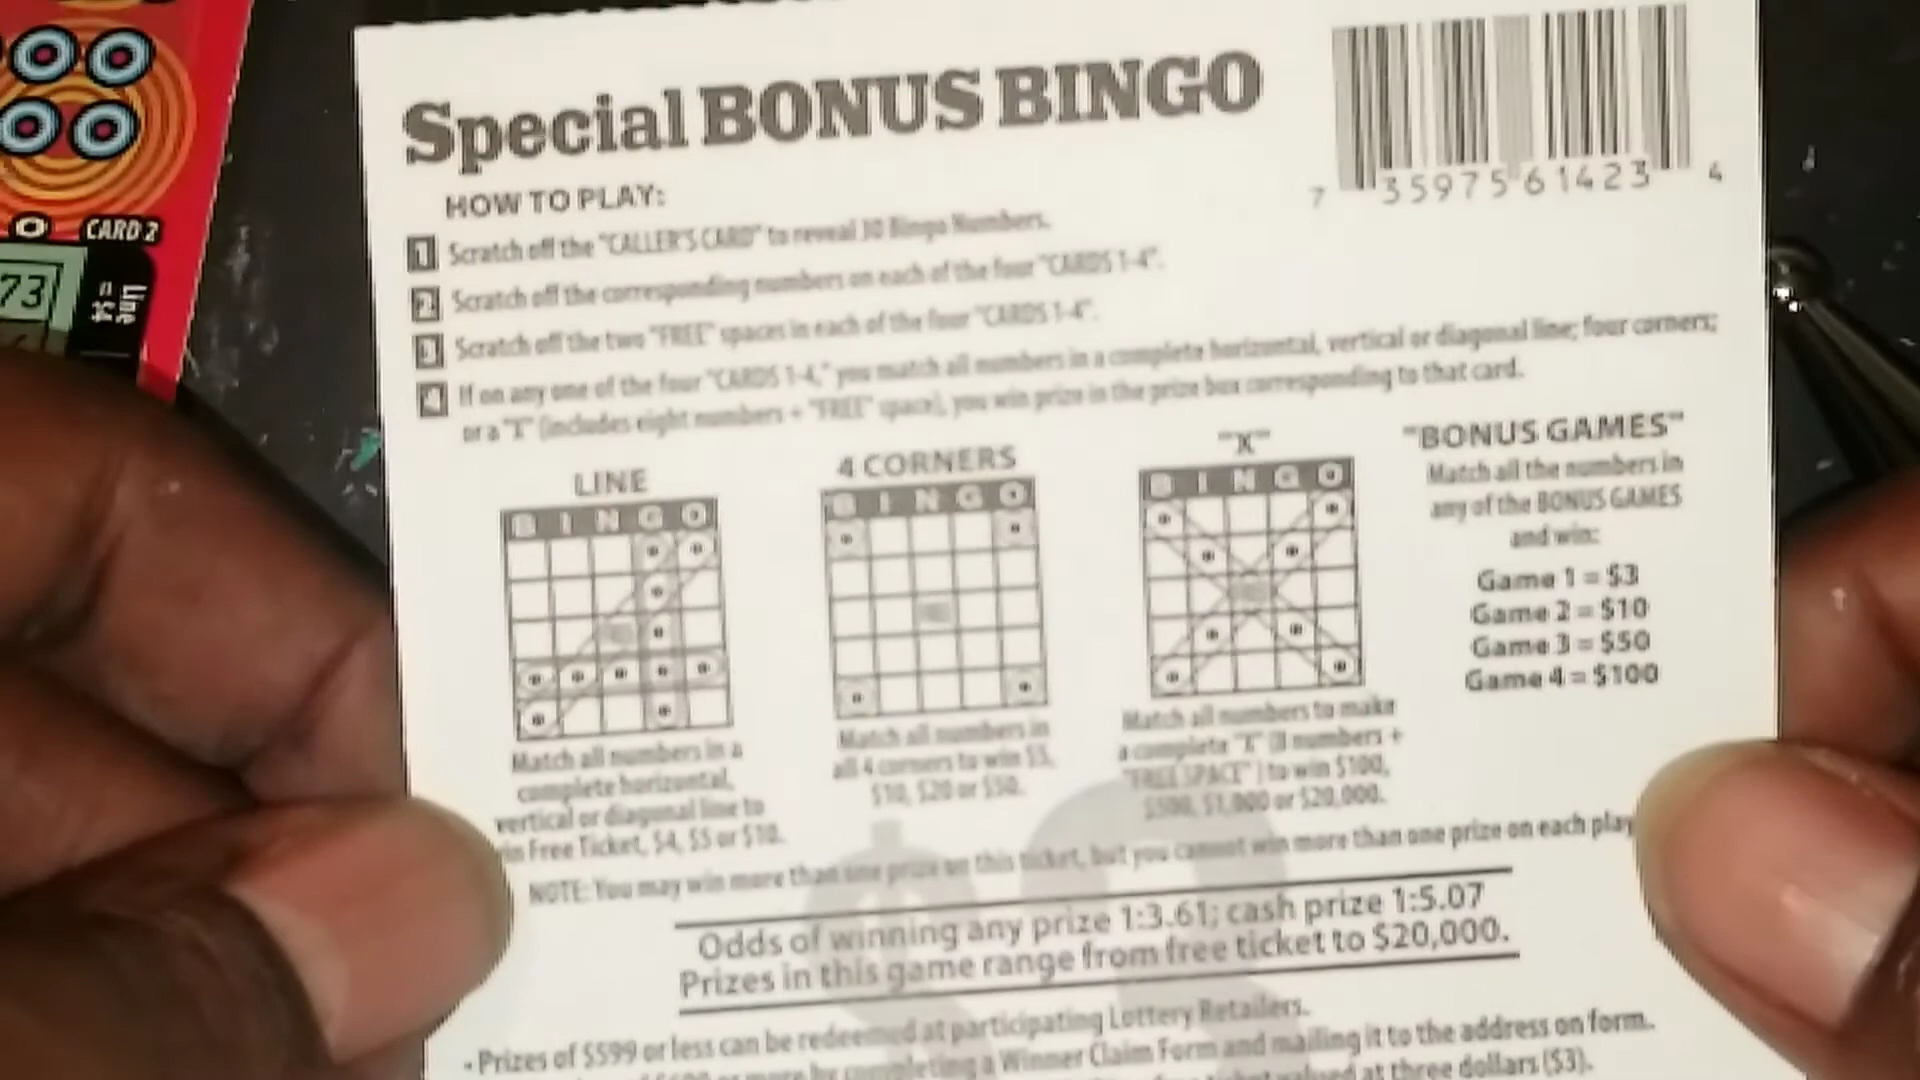 Special BONUS BINGO
7 35975 61423 4
HOW TO PLAY:
1 Scratch off the "CALLER'S CARD" to reveal 30 Bingo Numbers.
2 Scratch off the corresponding numbers on each of the four "CARDS 1-4".
3 Scratch off the two "FREE" spaces in each of the four "CARDS 1-4".
4 If on any one of the four "CARDS 1-4," you match all numbers in a complete horizontal, vertical or diagonal line; four corners;
or a "X" (includes eight numbers + "FREE" space), you win prize in the prize box corresponding to that card.
LINE
BINGO
Match all numbers in a
complete horizontal,
vertical or diagonal line to
in Free Ticket, $4, $5 or $10.
4 CORNERS
BINGO
Match all numbers in
all 4 corners to win
$10, $20 or $50.
"X"
BINGO
Match all numbers to make
a complete "X" (8 numbers +
"FREE SPACE") to win $100,
$500, $1,000 or $20,000.
"BONUS GAMES"
Match all the numbers in
any of the BONUS GAMES
and win:
Game 1 = $3
Game 2 = $10
Game 3 = $50
Game 4 = $100
NOTE: You may win more than one prize on this ticket, but you cannot win more than one prize on each play
Odds of winning any prize 1:3.61; cash prize 1:5.07
Prizes in this game range from free ticket to $20,000.
- Prizes of $599 or less can be redeemed at participating Lottery Retailers.
or more by completing a Winner Claim Form and mailing it to the address on form.
ticket valued at three dollars ($3).
CARD 2
73
Line
= $4